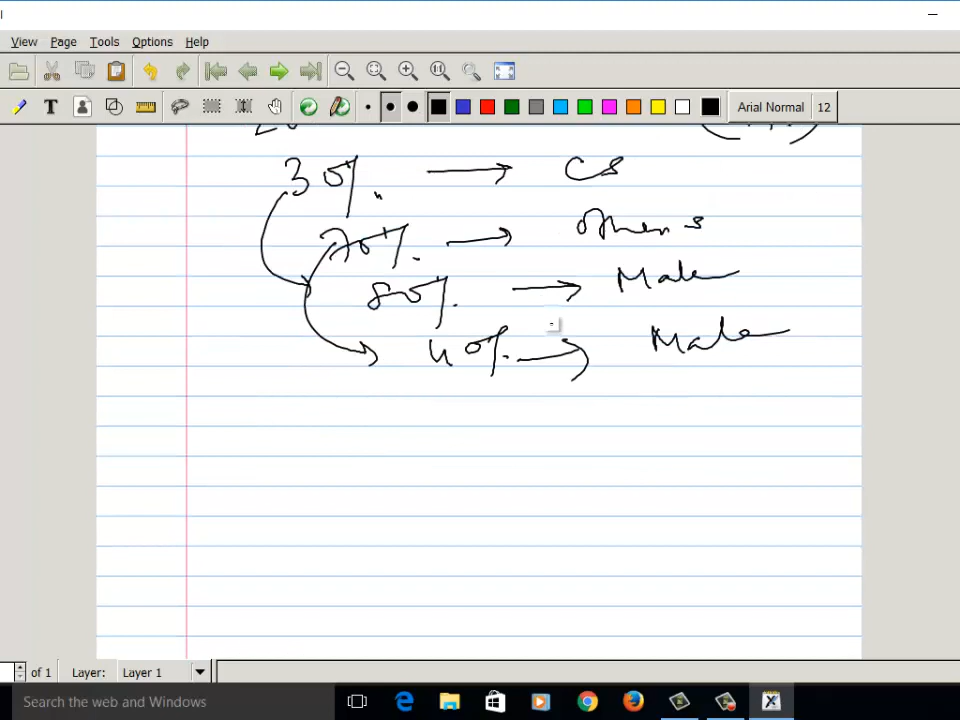 View Page Tools Options Help
T Arial Normal 12
30% → CS
70% → others
80% → Male
40% → Male
of 1 Layer: Layer 1
Search the web and Windows